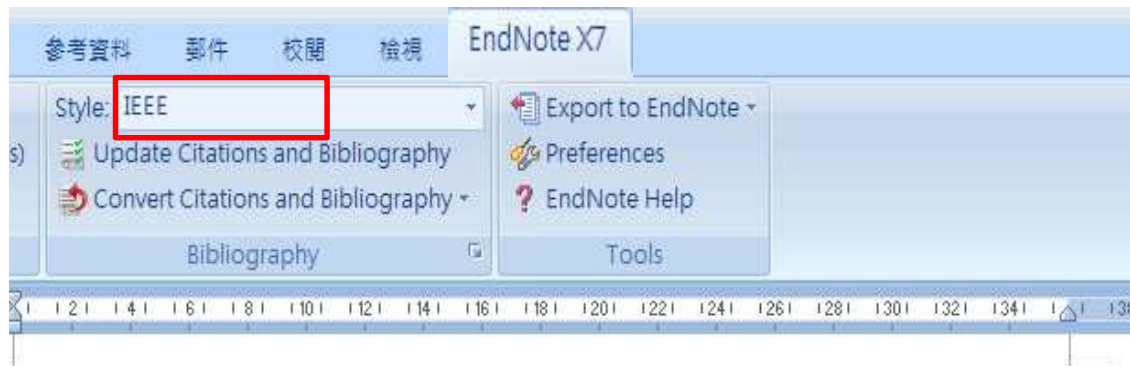 參考資料 郵件 校閱 檢視 EndNote X7
Style: IEEE Export to EndNote
s) Update Citations and Bibliography Preferences
Convert Citations and Bibliography EndNote Help
Bibliography Tools
2 4 6 8 10 12 14 16 18 20 22 24 26 28 30 32 34 38